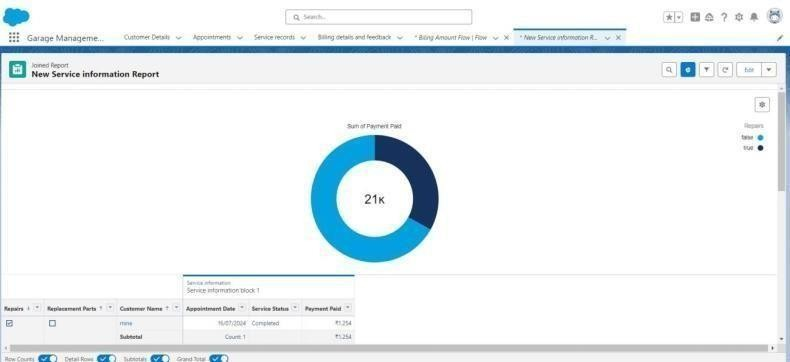 Search...
Garage Manageme... Customer Details Appointments Service records Billing details and feedback * Biling Amount Flow | Flow * New Service information R...
Joined Report
New Service information Report
Edit
Sum of Payment Paid
Repairs
false
true
21K
Service information
Service information block 1
Repairs Replacement Parts Customer Name Appointment Date Service Status Payment Paid
mine 16/07/2024 Completed ₹1,254
Subtotal Count: 1 ₹1,254
Row Counts Detail Rows Subtotals Grand Total